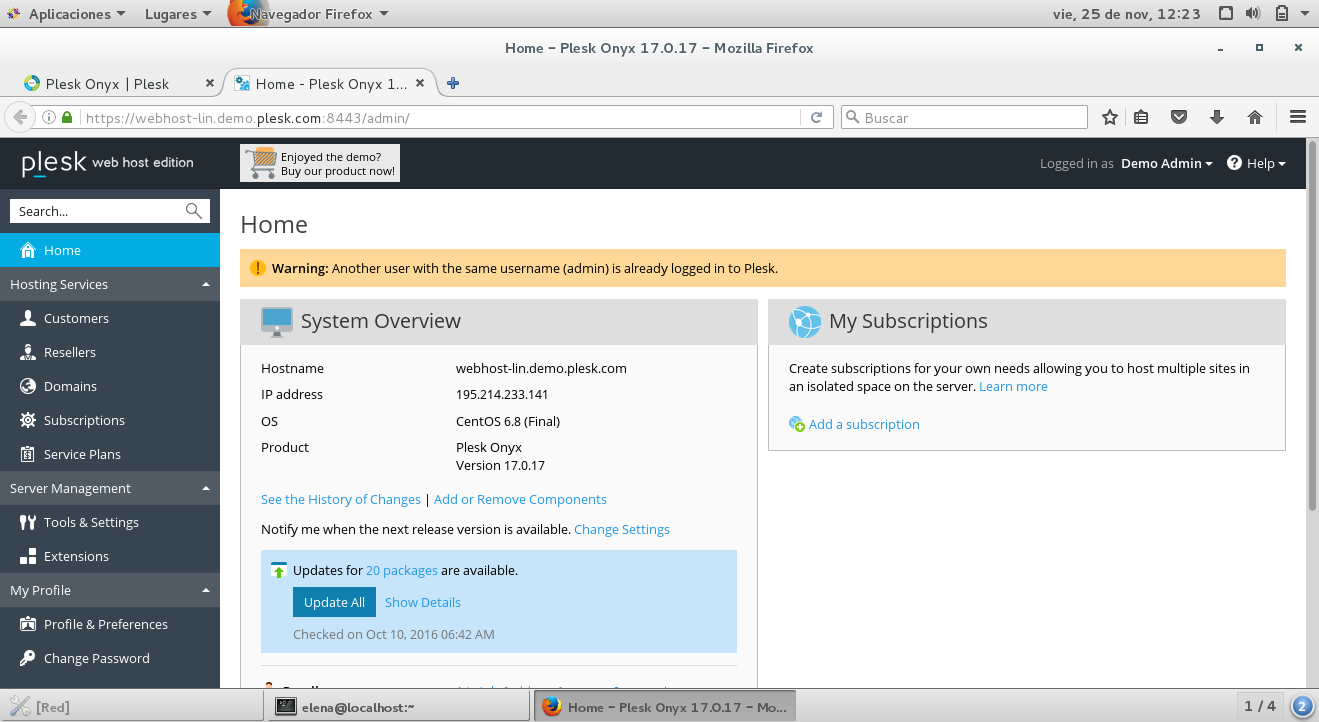 Aplicaciones Lugares Navegador Firefox vie, 25 de nov, 12:23
Home – Plesk Onyx 17.0.17 – Mozilla Firefox
Plesk Onyx | Plesk Home - Plesk Onyx 1...
https://webhost-lin.demo.plesk.com:8443/admin/ Buscar
plesk web host edition
Enjoyed the demo?
Buy our product now!
Logged in as Demo Admin Help
Search...
Home
Hosting Services
Customers
Resellers
Domains
Subscriptions
Service Plans
Server Management
Tools & Settings
Extensions
My Profile
Profile & Preferences
Change Password
Home
Warning: Another user with the same username (admin) is already logged in to Plesk.
System Overview
Hostname webhost-lin.demo.plesk.com
IP address 195.214.233.141
OS CentOS 6.8 (Final)
Product Plesk Onyx
Version 17.0.17
See the History of Changes | Add or Remove Components
Notify me when the next release version is available. Change Settings
Updates for 20 packages are available.
Update All Show Details
Checked on Oct 10, 2016 06:42 AM
My Subscriptions
Create subscriptions for your own needs allowing you to host multiple sites in
an isolated space on the server. Learn more
Add a subscription
[Red] elena@localhost:~ Home – Plesk Onyx 17.0.17 – Mo... 1 / 4 2